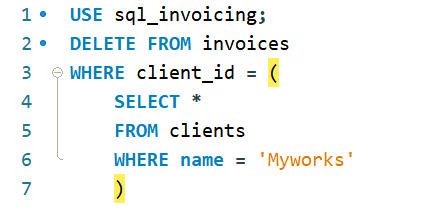 1 USE sql_invoicing;
2 DELETE FROM invoices
3 WHERE client_id = (
4 SELECT *
5 FROM clients
6 WHERE name = 'Myworks'
7 )